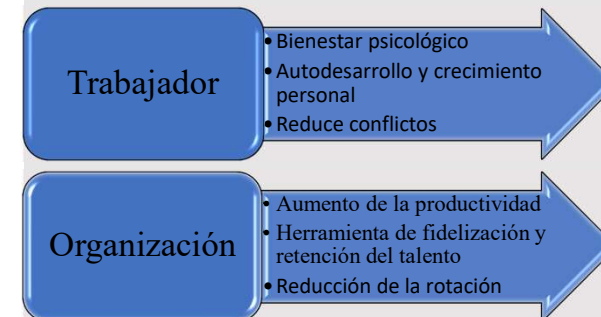 Trabajador
• Bienestar psicológico
• Autodesarrollo y crecimiento
personal
• Reduce conflictos
Organización
• Aumento de la productividad
• Herramienta de fidelización y
retención del talento
• Reducción de la rotación